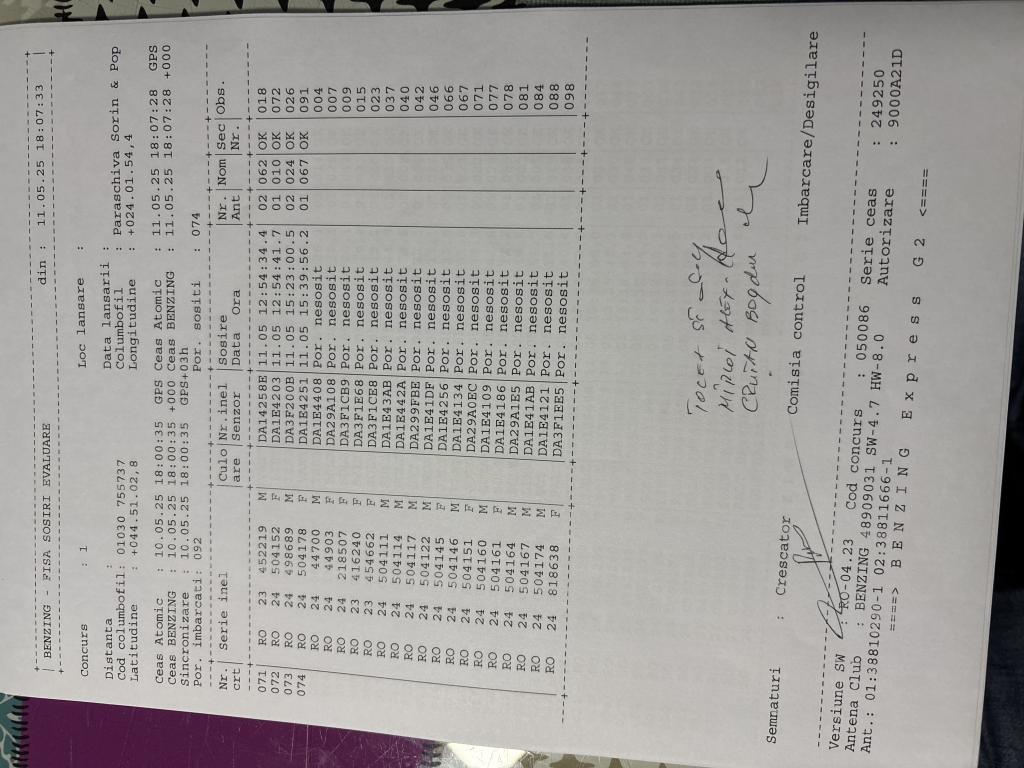 +-----------------------------------------------------------------------------+
| BENZING - FISA SOSIRI EVALUARE din : 11.05.25 18:07:33 |
+-----------------------------------------------------------------------------+
Concurs : 1 Loc lansare :
Distanta : Data lansarii :
Cod columbofil: 01030 755737 Columbofil : Paraschiva Sorin & Pop
Latitudine : +044.51.02,8 Longitudine : +024.01.54,4
Ceas Atomic : 10.05.25 18:00:35 GPS Ceas Atomic : 11.05.25 18:07:28 GPS
Ceas BENZING : 10.05.25 18:00:35 +000 Ceas BENZING : 11.05.25 18:07:28 +000
Sincronizare : 10.05.25 18:00:35 GPS+03h
Por. imbarcati: 092 Por. sositi : 074
Nr. Serie inel |Culo|Nr.inel |Sosire |Nr.|Nom|Sec|Obs.
crt |are |Senzor |Data Ora |Ant| |Nr.|
071 RO 23 452219 M DA14258E 11.05 12:54:34.4 02 062 OK 018
072 RO 24 504152 F DA1E4203 11.05 12:54:41.7 01 010 OK 072
073 RO 24 498689 M DA3F200B 11.05 15:23:00.5 02 024 OK 026
074 RO 24 504178 F DA1E4251 11.05 15:39:56.2 01 067 OK 091
RO 24 44700 M DA1E4408 Por. nesosit 004
RO 24 44903 F DA29A108 Por. nesosit 007
RO 24 218507 F DA3F1CB9 Por. nesosit 009
RO 23 416240 F DA3F1E68 Por. nesosit 015
RO 23 454662 F DA3F1CE8 Por. nesosit 023
RO 24 504111 M DA1E43AB Por. nesosit 037
RO 24 504114 M DA1E442A Por. nesosit 040
RO 24 504117 M DA299FBE Por. nesosit 042
RO 24 504122 M DA1E41DF Por. nesosit 046
RO 24 504145 F DA1E4256 Por. nesosit 066
RO 24 504146 M DA1E4134 Por. nesosit 067
RO 24 504151 F DA29A0EC Por. nesosit 071
RO 24 504160 M DA1E4109 Por. nesosit 077
RO 24 504161 F DA1E4186 Por. nesosit 078
RO 24 504164 M DA29A1E5 Por. nesosit 081
RO 24 504167 M DA1E41AB Por. nesosit 084
RO 24 504174 M DA1E4121 Por. nesosit 088
RO 24 818638 F DA3F1EE5 Por. nesosit 098
Bogdan
Semnaturi : Crescator Comisia control Imbarcare/Desigilare
Versiune SW : RO-04.23 Cod concurs : 050086 Serie ceas : 249250
Antena Club : BENZING 48909031 SW-4.7 HW-8.0 Autorizare : 9000A21D
Ant.: 01:38810290-1 02:38811666-1
====> B E N Z I N G E x p r e s s G 2 <====